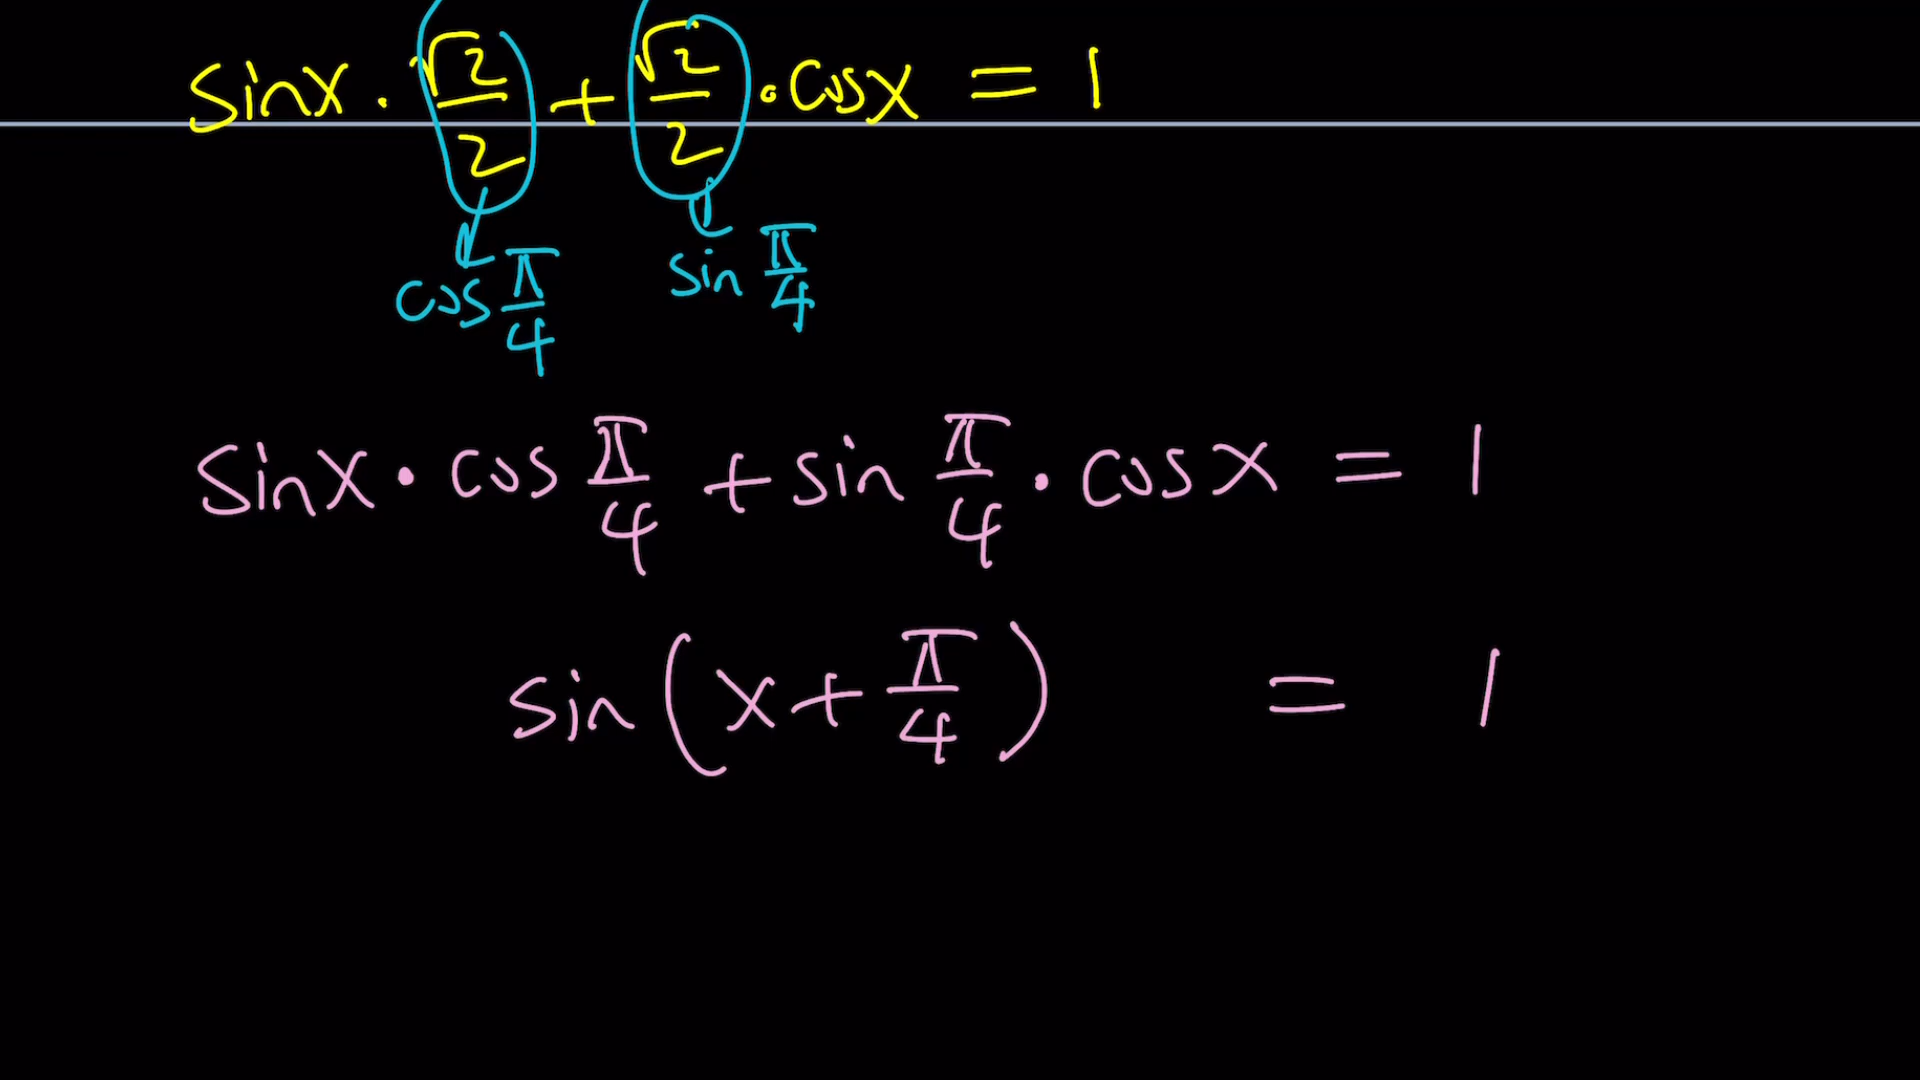 sinx · √2/2 + √2/2 · cosx = 1
cos π/4 sin π/4
sinx · cos π/4 + sin π/4 · cosx = 1
sin(x + π/4) = 1